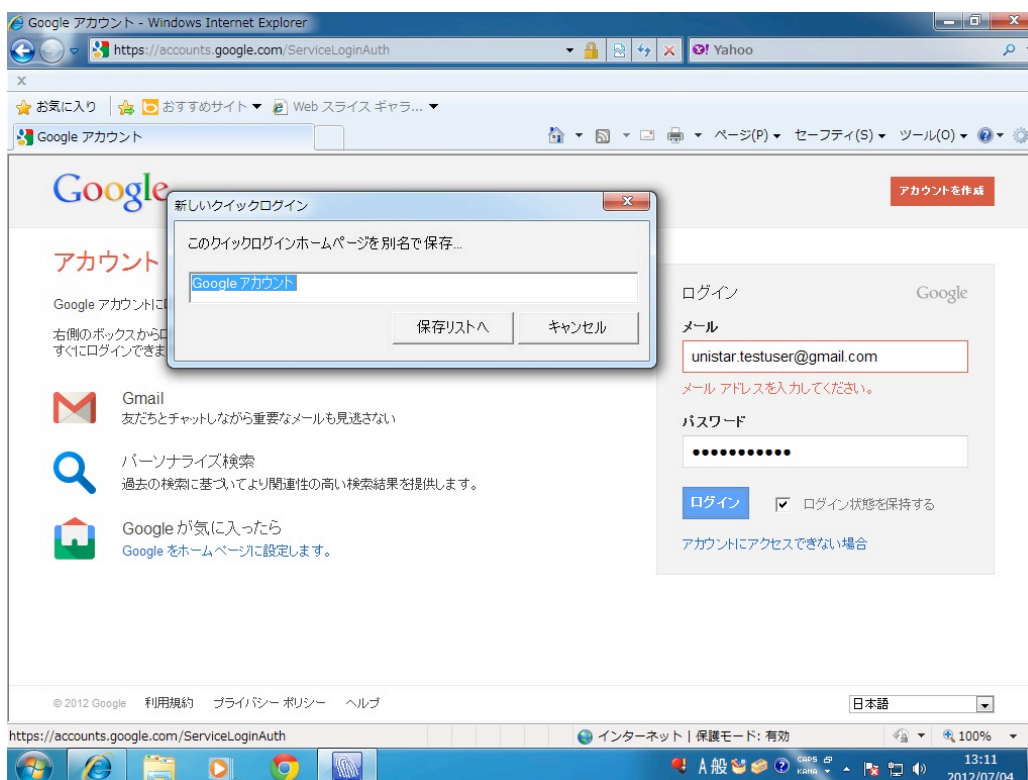 Google アカウント - Windows Internet Explorer
https://accounts.google.com/ServiceLoginAuth
Yahoo
お気に入り
おすすめサイト
Web スライス ギャラ...
Google アカウント
ページ(P)
セーフティ(S)
ツール(O)
Google
アカウントを作成
新しいクイックログイン
このクイックログインホームページを別名で保存...
Google アカウント
保存リストへ
キャンセル
アカウント
Google アカウントに
右側のボックスから
すぐにログインできま
Gmail
友だちとチャットしながら重要なメールも見逃さない
パーソナライズ検索
過去の検索に基づいてより関連性の高い検索結果を提供します。
Google が気に入ったら
Google をホームページに設定します。
ログイン
Google
メール
unistar.testuser@gmail.com
メール アドレスを入力してください。
パスワード
ログイン
ログイン状態を保持する
アカウントにアクセスできない場合
© 2012 Google
利用規約
プライバシー ポリシー
ヘルプ
日本語
https://accounts.google.com/ServiceLoginAuth
インターネット | 保護モード: 有効
100%
A 般
CAPS
KANA
13:11
2012/07/04